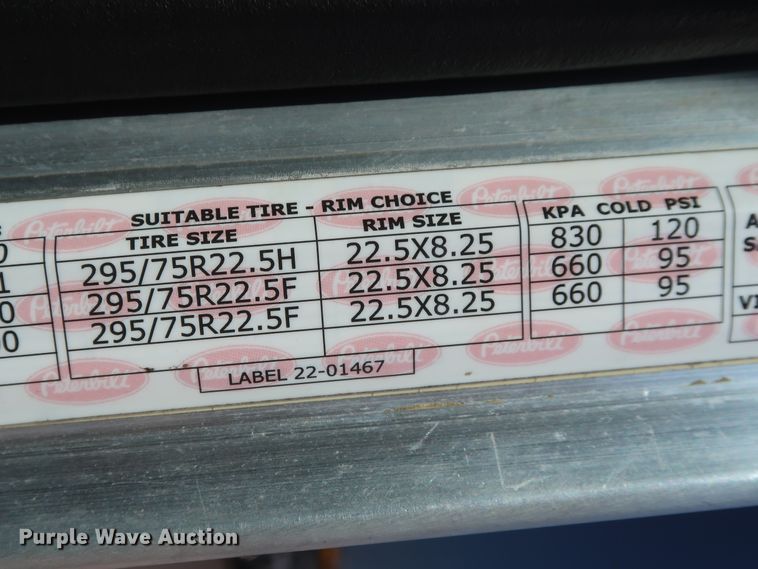 SUITABLE TIRE - RIM CHOICE
TIRE SIZE RIM SIZE KPA COLD PSI
295/75R22.5H 22.5X8.25 830 120
295/75R22.5F 22.5X8.25 660 95
295/75R22.5F 22.5X8.25 660 95
LABEL 22-01467
Peterbilt
Purple Wave Auction